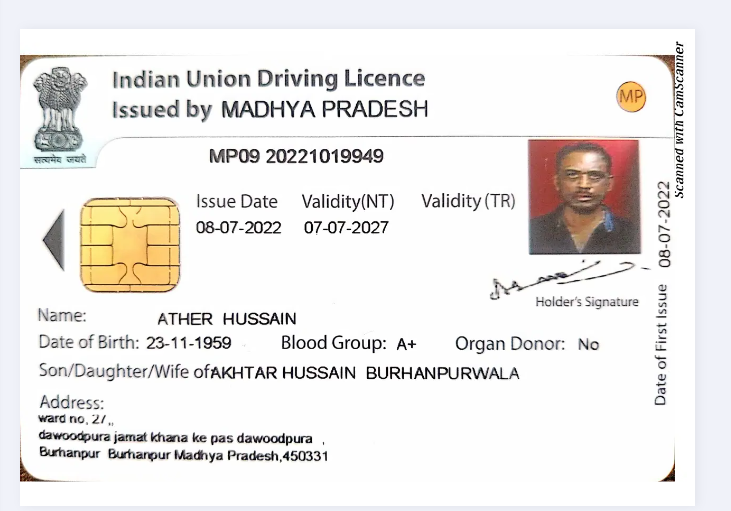 Indian Union Driving Licence
Issued by MADHYA PRADESH
MP
सत्यमेव जयते
MP09 20221019949
Issue Date Validity(NT) Validity (TR)
08-07-2022 07-07-2027
Holder's Signature
Date of First Issue 08-07-2022
Name: ATHER HUSSAIN
Date of Birth: 23-11-1959 Blood Group: A+ Organ Donor: No
Son/Daughter/Wife of: AKHTAR HUSSAIN BURHANPURWALA
Address:
ward no, 27,,
dawoodpura jamat khana ke pas dawoodpura ,
Burhanpur Burhanpur Madhya Pradesh,450331
Scanned with CamScanner